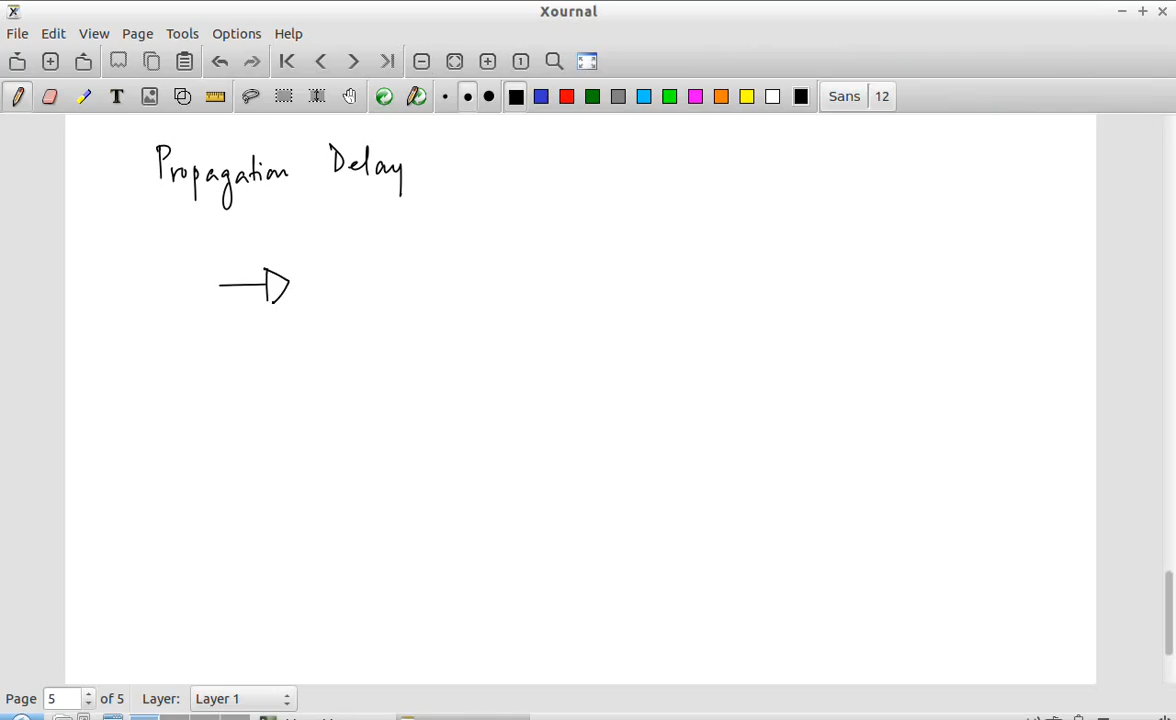 Xournal
File Edit View Page Tools Options Help
T Sans 12
Propagation Delay
Page 5 of 5 Layer: Layer 1